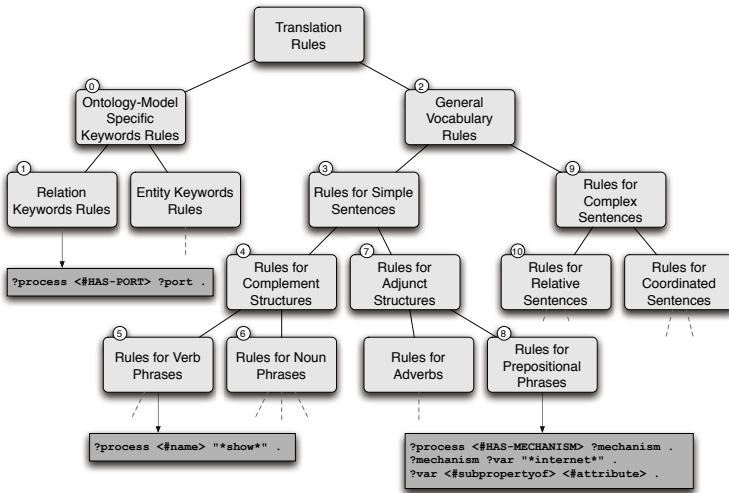 Translation
Rules
0
Ontology-Model
Specific
Keywords Rules
2
General
Vocabulary
Rules
1
Relation
Keywords Rules
Entity Keywords
Rules
3
Rules for Simple
Sentences
9
Rules for
Complex
Sentences
?process <#HAS-PORT> ?port .
4
Rules for
Complement
Structures
7
Rules for
Adjunct
Structures
10
Rules for
Relative
Sentences
Rules for
Coordinated
Sentences
5
Rules for Verb
Phrases
6
Rules for Noun
Phrases
Rules for
Adverbs
8
Rules for
Prepositional
Phrases
?process <#name> "*show*" .
?process <#HAS-MECHANISM> ?mechanism .
?mechanism ?var "*internet*" .
?var <#subpropertyof> <#attribute> .